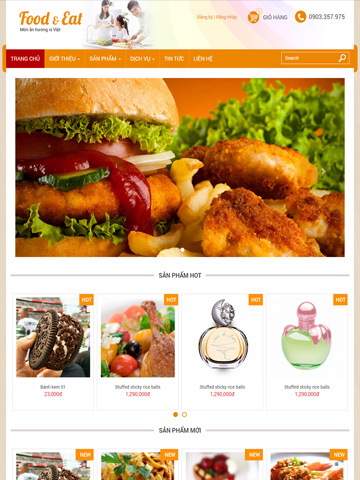 Food & Eat
Món ăn hương vị Việt
Đăng ký | Đăng nhập
GIỎ HÀNG
0903.357.975
TRANG CHỦ
GIỚI THIỆU
SẢN PHẨM
DỊCH VỤ
TIN TỨC
LIÊN HỆ
Search
SẢN PHẨM HOT
HOT
HOT
HOT
HOT
Bánh kem 01
23,000đ
Stuffed sticky rice balls
1,290,000đ
Stuffed sticky rice balls
1,290,000đ
Stuffed sticky rice balls
1,290,000đ
SẢN PHẨM MỚI
NEW
NEW
NEW
NEW